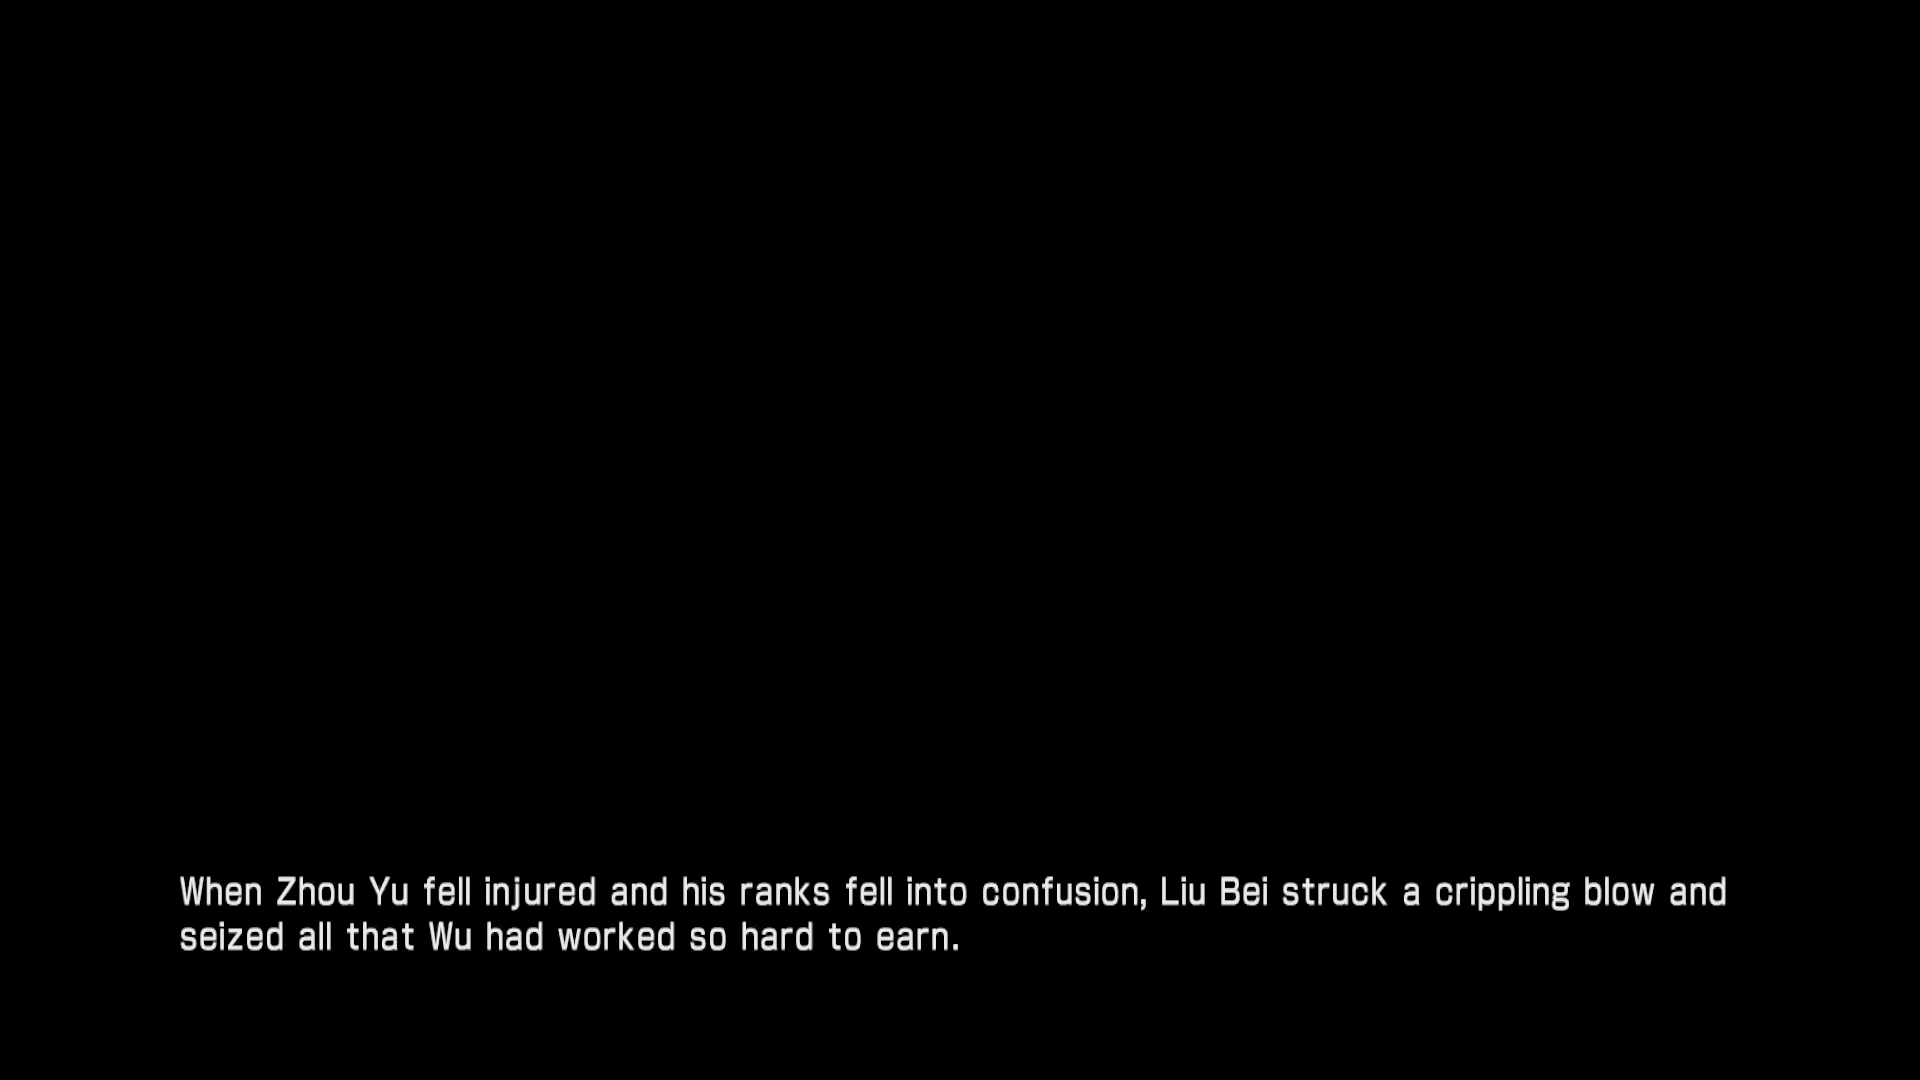 When Zhou Yu fell injured and his ranks fell into confusion, Liu Bei struck a crippling blow and
seized all that Wu had worked so hard to earn.